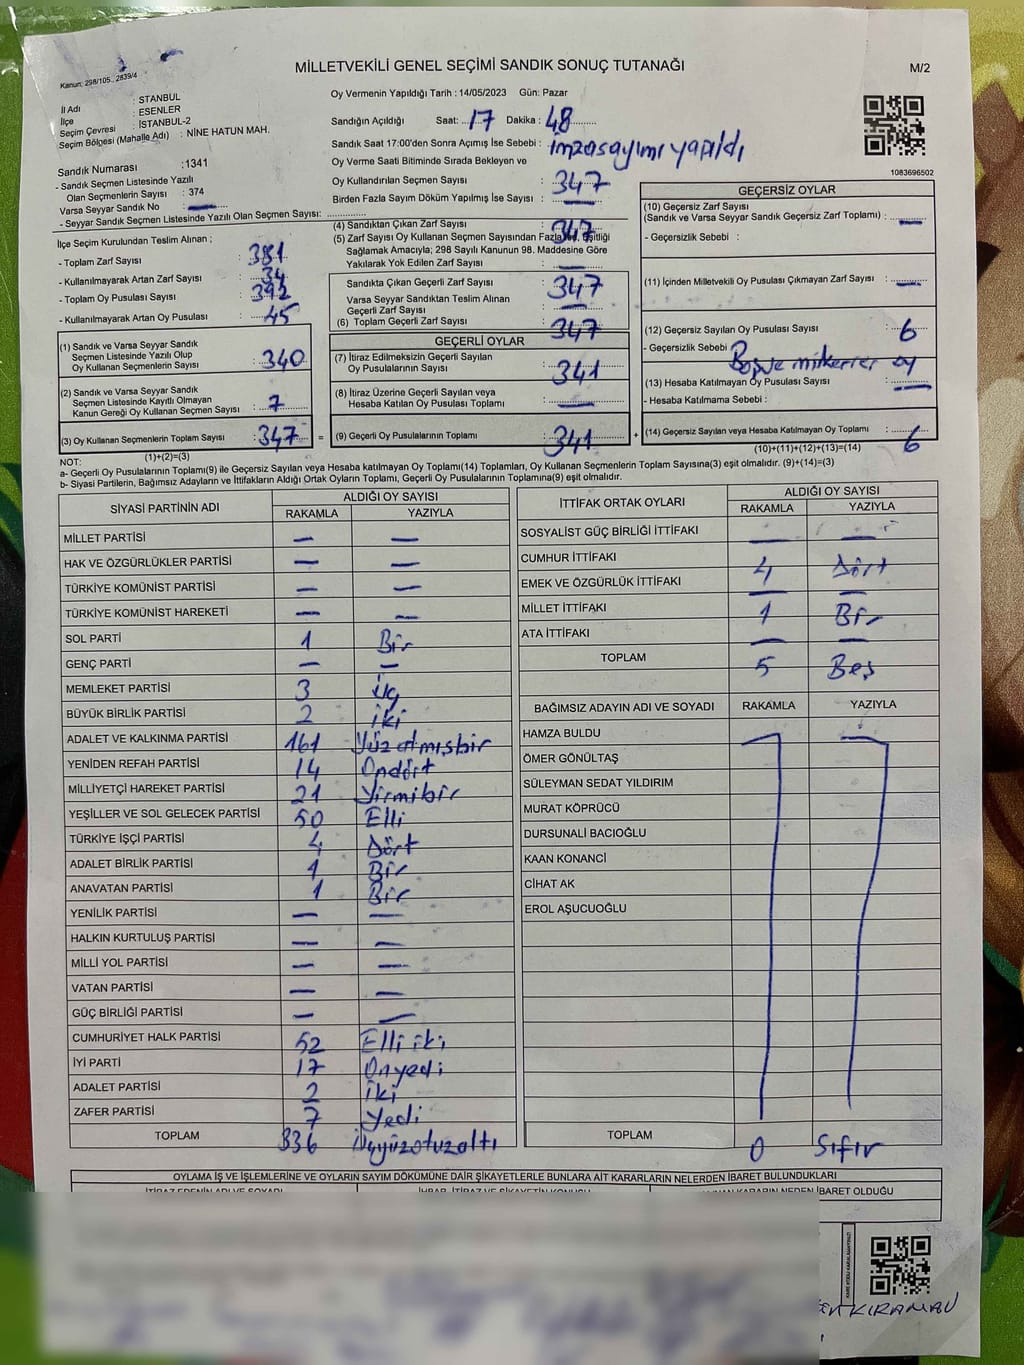 MİLLETVEKİLİ GENEL SEÇİMİ SANDIK SONUÇ TUTANAĞI
M/2
Kanun: 298/105., 2839/4
İl Adı : STANBUL
İlçe : ESENLER
Seçim Çevresi : İSTANBUL-2
Seçim Bölgesi (Mahalle Adı) : NİNE HATUN MAH.
Sandık Numarası : 1341
- Sandık Seçmen Listesinde Yazılı
Olan Seçmenlerin Sayısı : 374
Varsa Seyyar Sandık No —
- Seyyar Sandık Seçmen Listesinde Yazılı Olan Seçmen Sayısı:
Oy Vermenin Yapıldığı Tarih : 14/05/2023 Gün: Pazar
Sandığın Açıldığı Saat: 17 Dakika : 48
Sandık Saat 17:00'den Sonra Açımış İse Sebebi : imzasayımı yapıldı
Oy Verme Saati Bitiminde Sırada Bekleyen ve
Oy Kullandırılan Seçmen Sayısı : 347
Birden Fazla Sayım Döküm Yapılmış İse Sayısı : —
1083696502
İlçe Seçim Kurulundan Teslim Alınan ;
- Toplam Zarf Sayısı : 381
- Kullanılmayarak Artan Zarf Sayısı : 34
- Toplam Oy Pusulası Sayısı : 392
- Kullanılmayarak Artan Oy Pusulası : 45
(1) Sandık ve Varsa Seyyar Sandık
Seçmen Listesinde Yazılı Olup
Oy Kullanan Seçmenlerin Sayısı : 340
(2) Sandık ve Varsa Seyyar Sandık
Seçmen Listesinde Kayıtlı Olmayan
Kanun Gereği Oy Kullanan Seçmen Sayısı : 7
(3) Oy Kullanan Seçmenlerin Toplam Sayısı : 347 =
(1)+(2)=(3)
(4) Sandıktan Çıkan Zarf Sayısı : 347
(5) Zarf Sayısı Oy Kullanan Seçmen Sayısından Fazla Eşitliği
Sağlamak Amacıyla; 298 Sayılı Kanunun 98. Maddesine Göre
Yakılarak Yok Edilen Zarf Sayısı : —
Sandıkta Çıkan Geçerli Zarf Sayısı : 347
Varsa Seyyar Sandıktan Teslim Alınan
Geçerli Zarf Sayısı : —
(6) Toplam Geçerli Zarf Sayısı : 347
GEÇERLİ OYLAR
(7) İtiraz Edilmeksizin Geçerli Sayılan
Oy Pusulalarının Sayısı : 341
(8) İtiraz Üzerine Geçerli Sayılan veya
Hesaba Katılan Oy Pusulası Toplamı : —
(9) Geçerli Oy Pusulalarının Toplamı : 341 +
GEÇERSİZ OYLAR
(10) Geçersiz Zarf Sayısı
(Sandık ve Varsa Seyyar Sandık Geçersiz Zarf Toplamı) : —
- Geçersizlik Sebebi :
(11) İçinden Milletvekili Oy Pusulası Çıkmayan Zarf Sayısı : —
(12) Geçersiz Sayılan Oy Pusulası Sayısı : 6
- Geçersizlik Sebebi Boş ve mükerrer oy
(13) Hesaba Katılmayan Oy Pusulası Sayısı : —
- Hesaba Katılmama Sebebi :
(14) Geçersiz Sayılan veya Hesaba Katılmayan Oy Toplamı : 6
(10)+(11)+(12)+(13)=(14)
NOT:
a- Geçerli Oy Pusulalarının Toplamı(9) ile Geçersiz Sayılan veya Hesaba katılmayan Oy Toplamı(14) Toplamları, Oy Kullanan Seçmenlerin Toplam Sayısına(3) eşit olmalıdır. (9)+(14)=(3)
b- Siyasi Partilerin, Bağımsız Adayların ve İttifakların Aldığı Ortak Oyların Toplamı, Geçerli Oy Pusulalarının Toplamına(9) eşit olmalıdır.
SİYASİ PARTİNİN ADI ALDIĞI OY SAYISI
RAKAMLA YAZIYLA
MİLLET PARTİSİ — —
HAK VE ÖZGÜRLÜKLER PARTİSİ — —
TÜRKİYE KOMÜNİST PARTİSİ — —
TÜRKİYE KOMÜNİST HAREKETİ — —
SOL PARTİ 1 Bir
GENÇ PARTİ — —
MEMLEKET PARTİSİ 3 üç
BÜYÜK BİRLİK PARTİSİ 2 iki
ADALET VE KALKINMA PARTİSİ 161 Yüz atmışbir
YENİDEN REFAH PARTİSİ 14 Ondört
MİLLİYETÇİ HAREKET PARTİSİ 21 Yirmibir
YEŞİLLER VE SOL GELECEK PARTİSİ 50 Elli
TÜRKİYE İŞÇİ PARTİSİ 4 Dört
ADALET BİRLİK PARTİSİ 1 Bir
ANAVATAN PARTİSİ 1 Bir
YENİLİK PARTİSİ — —
HALKIN KURTULUŞ PARTİSİ — —
MİLLİ YOL PARTİSİ — —
VATAN PARTİSİ — —
GÜÇ BİRLİĞİ PARTİSİ — —
CUMHURİYET HALK PARTİSİ 52 Elli iki
İYİ PARTİ 17 Onyedi
ADALET PARTİSİ 2 iki
ZAFER PARTİSİ 7 Yedi
TOPLAM 336 üçyüzotuzaltı
İTTİFAK ORTAK OYLARI ALDIĞI OY SAYISI
RAKAMLA YAZIYLA
SOSYALİST GÜÇ BİRLİĞİ İTTİFAKI — —
CUMHUR İTTİFAKI 4 Dört
EMEK VE ÖZGÜRLÜK İTTİFAKI — —
MİLLET İTTİFAKI 1 Bir
ATA İTTİFAKI — —
TOPLAM 5 Beş
BAĞIMSIZ ADAYIN ADI VE SOYADI RAKAMLA YAZIYLA
HAMZA BULDU
ÖMER GÖNÜLTAŞ
SÜLEYMAN SEDAT YILDIRIM
MURAT KÖPRÜCÜ
DURSUNALİ BACIOĞLU
KAAN KONANCİ
CİHAT AK
EROL AŞUCUOĞLU
TOPLAM 0 Sıfır
OYLAMA İŞ VE İŞLEMLERİNE VE OYLARIN SAYIM DÖKÜMÜNE DAİR ŞİKAYETLERLE BUNLARA AİT KARARLARIN NELERDEN İBARET BULUNDUKLARI
İTİRAZ EDENİN ADI VE SOYADI İHBAR, İTİRAZ VE ŞİKAYETİN KONUSU KARARIN NEDEN İBARET OLDUĞU